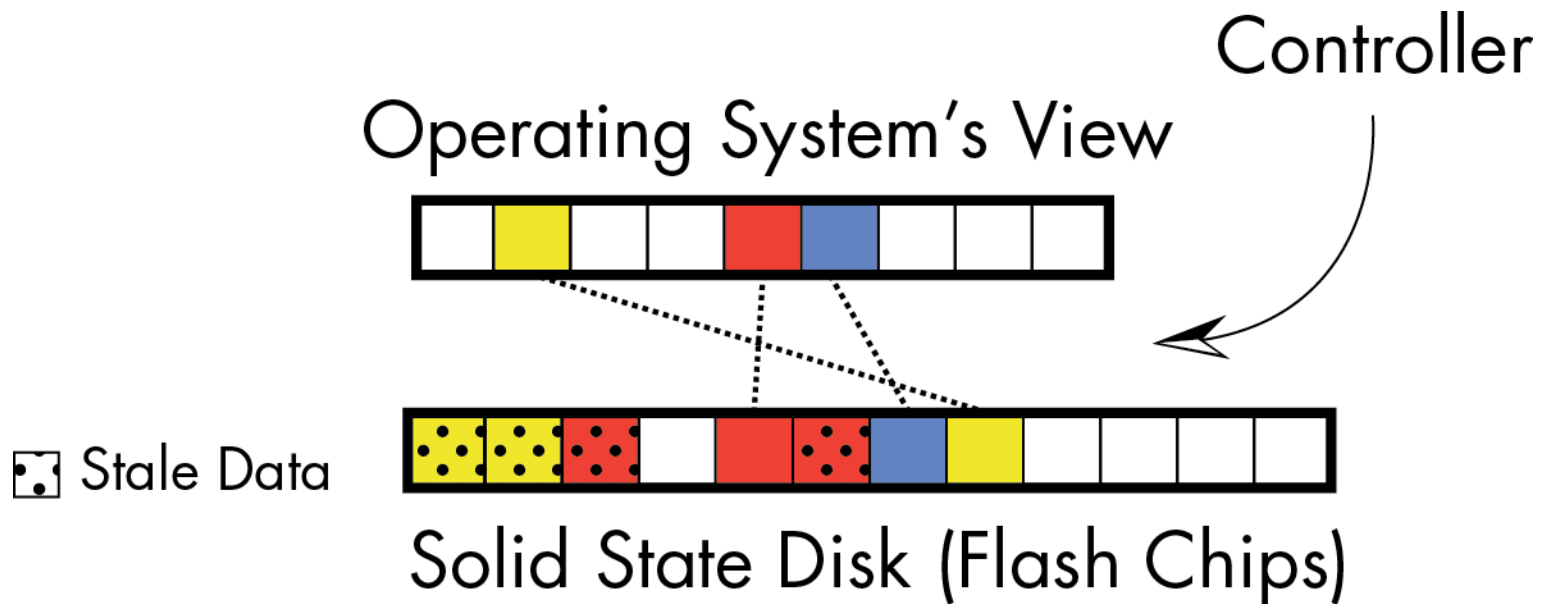 Controller
Operating System’s View
Stale Data
Solid State Disk (Flash Chips)